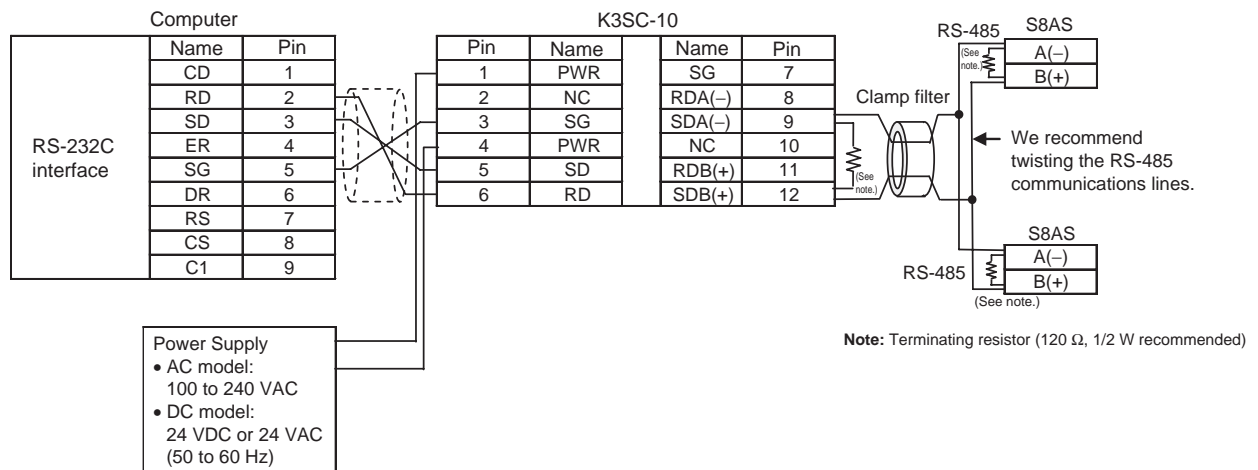 Computer
Name Pin
CD 1
RD 2
SD 3
ER 4
SG 5
DR 6
RS 7
CS 8
C1 9
RS-232C
interface
K3SC-10
Pin Name Name Pin
1 PWR SG 7
2 NC RDA(−) 8
3 SG SDA(−) 9
4 PWR NC 10
5 SD RDB(+) 11
6 RD SDB(+) 12
(See
note.)
Clamp filter
RS-485
S8AS
(See
note.)
A(−)
B(+)
We recommend
twisting the RS-485
communications lines.
S8AS
A(−)
RS-485
B(+)
(See note.)
Note: Terminating resistor (120 Ω, 1/2 W recommended)
Power Supply
• AC model:
100 to 240 VAC
• DC model:
24 VDC or 24 VAC
(50 to 60 Hz)